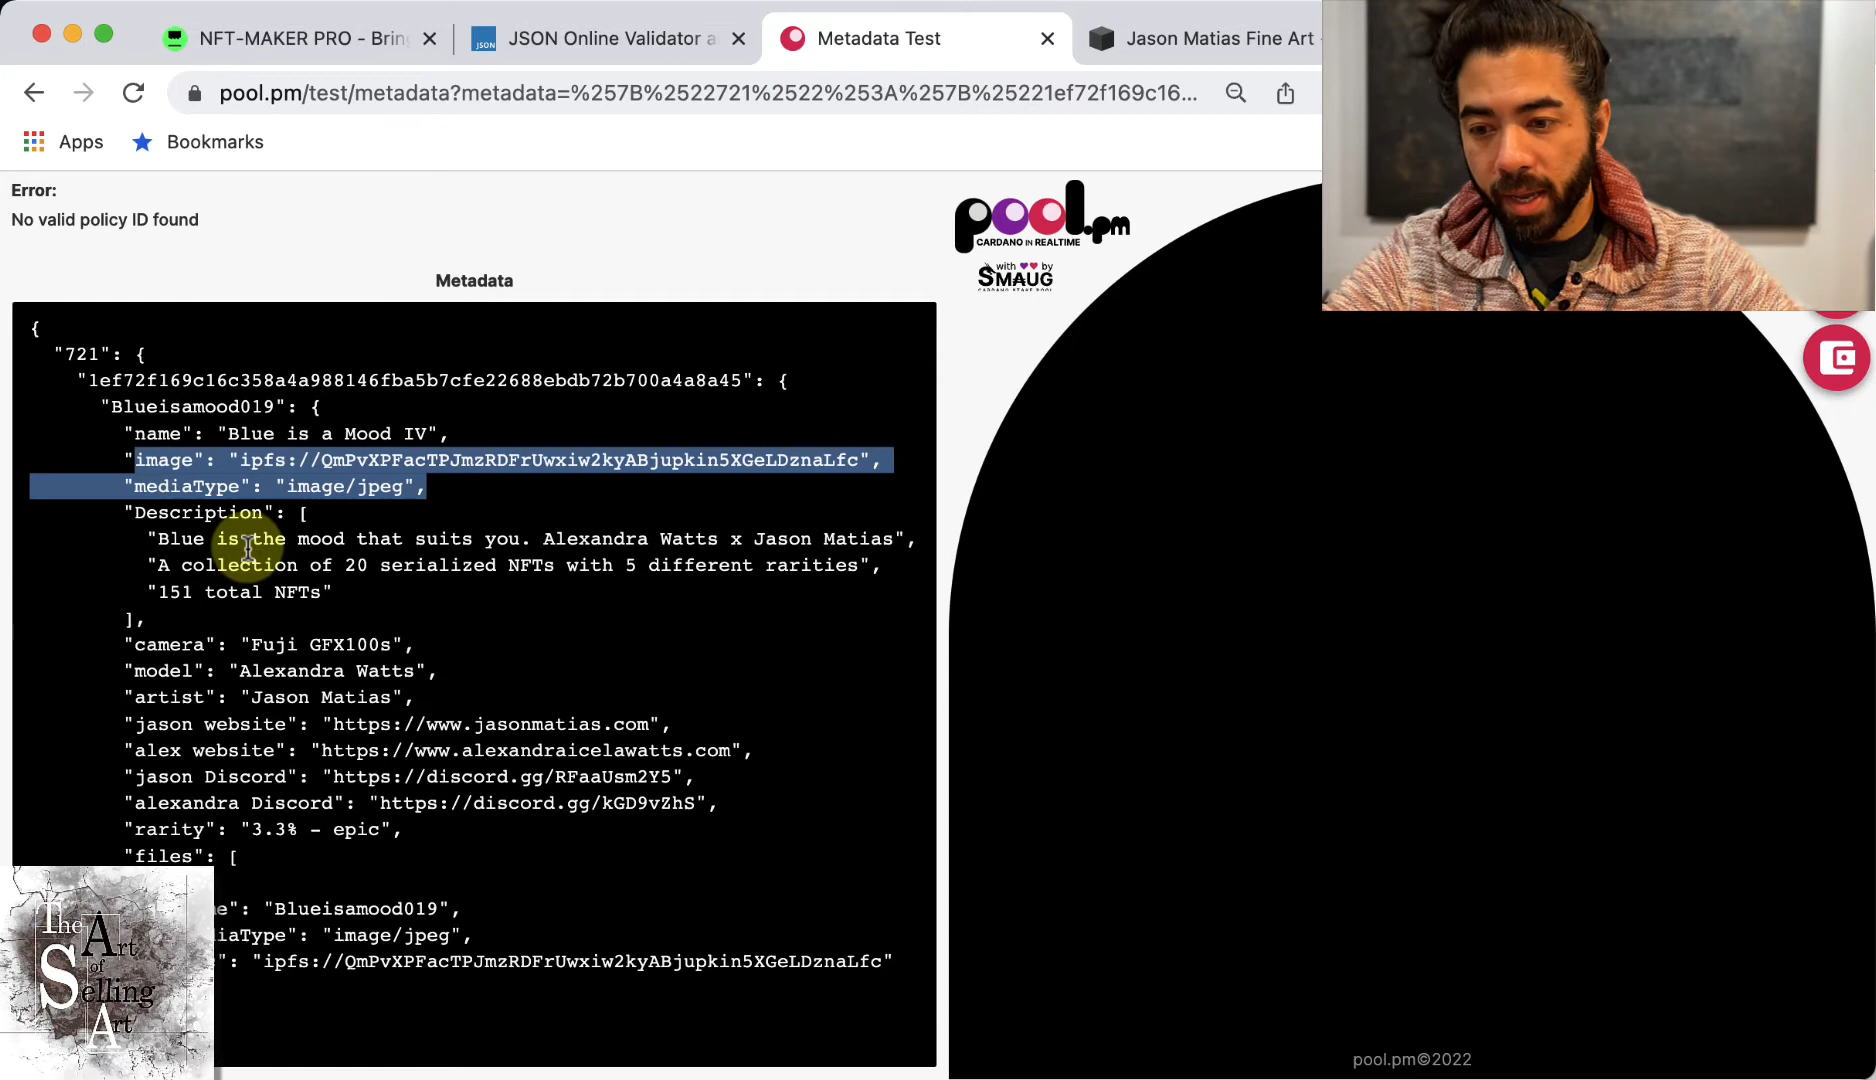 NFT-MAKER PRO - Bring
JSON Online Validator a
Metadata Test
Jason Matias Fine Art
pool.pm/test/metadata?metadata=%257B%2522721%2522%253A%257B%25221ef72f169c16...
Apps
Bookmarks
Error:
No valid policy ID found
pool.pm
CARDANO IN REALTIME
with by
SMAUG
CARDANO STAKE POOL
Metadata
{
"721": {
"1ef72f169c16c358a4a988146fba5b7cfe22688ebdb72b700a4a8a45": {
"Blueisamood019": {
"name": "Blue is a Mood IV",
"image": "ipfs://QmPvXPFacTPJmzRDFrUwxiw2kyABjupkin5XGeLDznaLfc",
"mediaType": "image/jpeg",
"Description": [
"Blue is the mood that suits you. Alexandra Watts x Jason Matias",
"A collection of 20 serialized NFTs with 5 different rarities",
"151 total NFTs"
],
"camera": "Fuji GFX100s",
"model": "Alexandra Watts",
"artist": "Jason Matias",
"jason website": "https://www.jasonmatias.com",
"alex website": "https://www.alexandraicelawatts.com",
"jason Discord": "https://discord.gg/RFaaUsm2Y5",
"alexandra Discord": "https://discord.gg/kGD9vZhS",
"rarity": "3.3% - epic",
"files": [
e": "Blueisamood019",
iaType": "image/jpeg",
": "ipfs://QmPvXPFacTPJmzRDFrUwxiw2kyABjupkin5XGeLDznaLfc"
The
Art
of
Selling
Art
pool.pm©2022